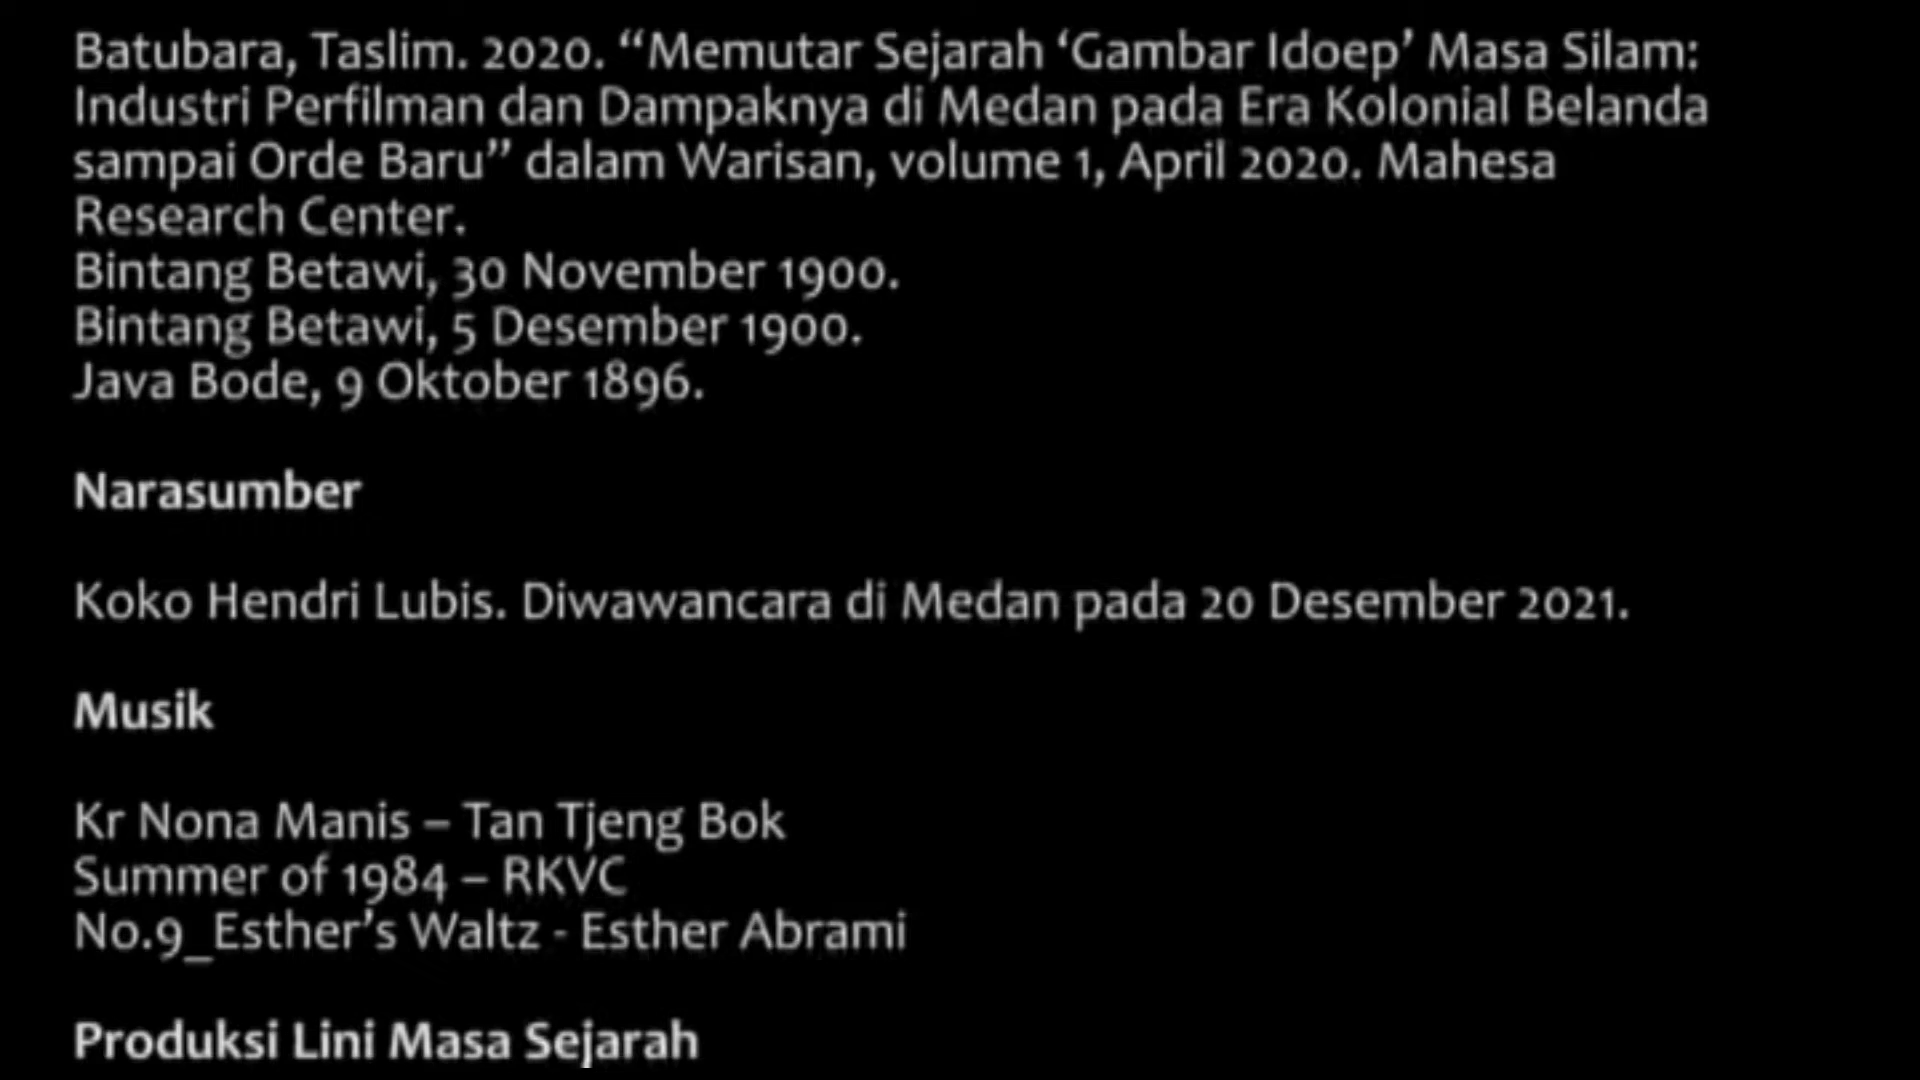 Batubara, Taslim. 2020. “Memutar Sejarah ‘Gambar Idoep’ Masa Silam:
Industri Perfilman dan Dampaknya di Medan pada Era Kolonial Belanda
sampai Orde Baru” dalam Warisan, volume 1, April 2020. Mahesa
Research Center.
Bintang Betawi, 30 November 1900.
Bintang Betawi, 5 Desember 1900.
Java Bode, 9 Oktober 1896.
Narasumber
Koko Hendri Lubis. Diwawancara di Medan pada 20 Desember 2021.
Musik
Kr Nona Manis – Tan Tjeng Bok
Summer of 1984 – RKVC
No.9_Esther’s Waltz - Esther Abrami
Produksi Lini Masa Sejarah